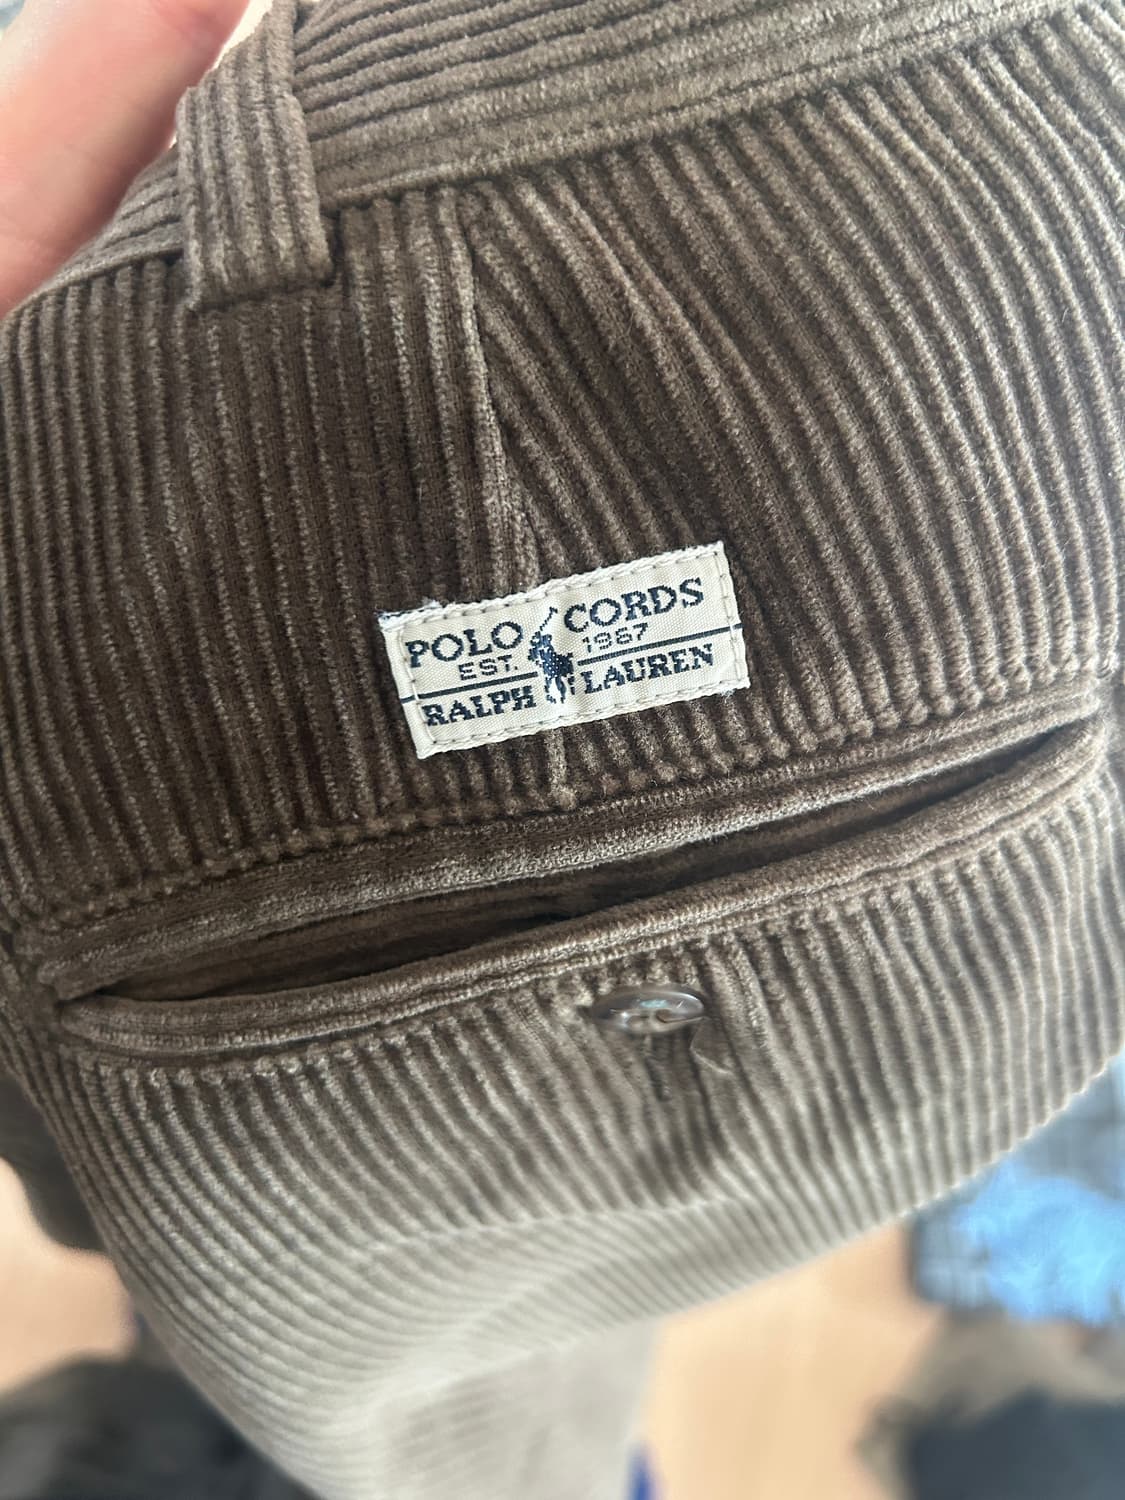 POLO CORDS
EST. 1967
RALPH LAUREN